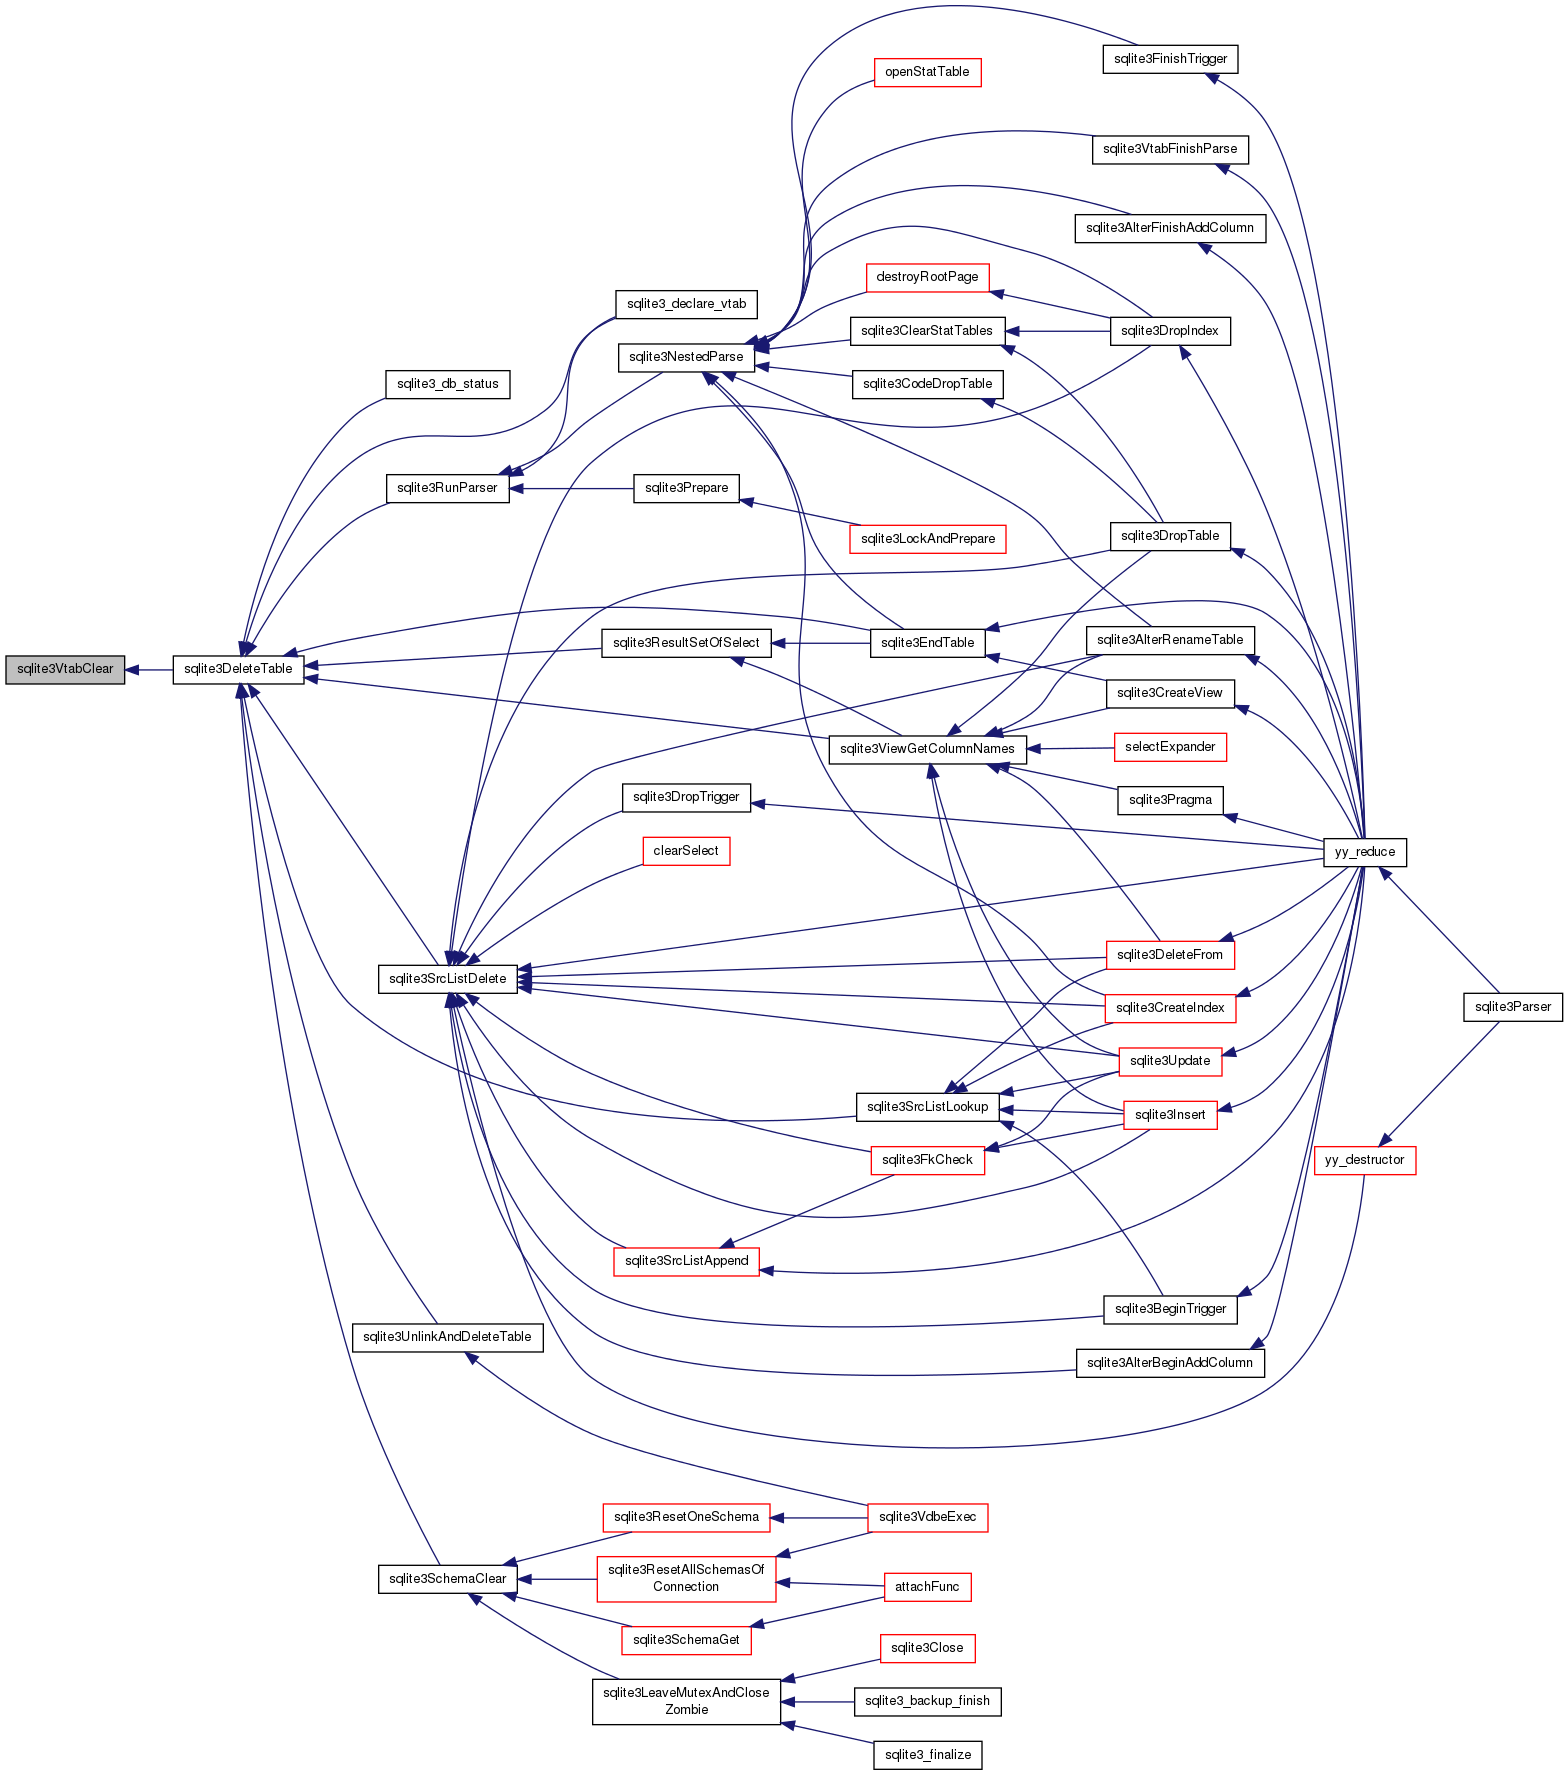 sqlite3FinishTrigger
openStatTable
sqlite3VtabFinishParse
sqlite3AlterFinishAddColumn
destroyRootPage
sqlite3_declare_vtab
sqlite3ClearStatTables
sqlite3DropIndex
sqlite3NestedParse
sqlite3_db_status
sqlite3CodeDropTable
sqlite3RunParser
sqlite3Prepare
sqlite3LockAndPrepare
sqlite3DropTable
sqlite3ResultSetOfSelect
sqlite3EndTable
sqlite3AlterRenameTable
sqlite3VtabClear
sqlite3DeleteTable
sqlite3CreateView
sqlite3ViewGetColumnNames
selectExpander
sqlite3DropTrigger
sqlite3Pragma
clearSelect
yy_reduce
sqlite3DeleteFrom
sqlite3SrcListDelete
sqlite3CreateIndex
sqlite3Parser
sqlite3Update
sqlite3SrcListLookup
sqlite3Insert
sqlite3FkCheck
yy_destructor
sqlite3SrcListAppend
sqlite3BeginTrigger
sqlite3UnlinkAndDeleteTable
sqlite3AlterBeginAddColumn
sqlite3ResetOneSchema
sqlite3VdbeExec
sqlite3SchemaClear
sqlite3ResetAllSchemasOf
Connection
attachFunc
sqlite3SchemaGet
sqlite3Close
sqlite3LeaveMutexAndClose
Zombie
sqlite3_backup_finish
sqlite3_finalize